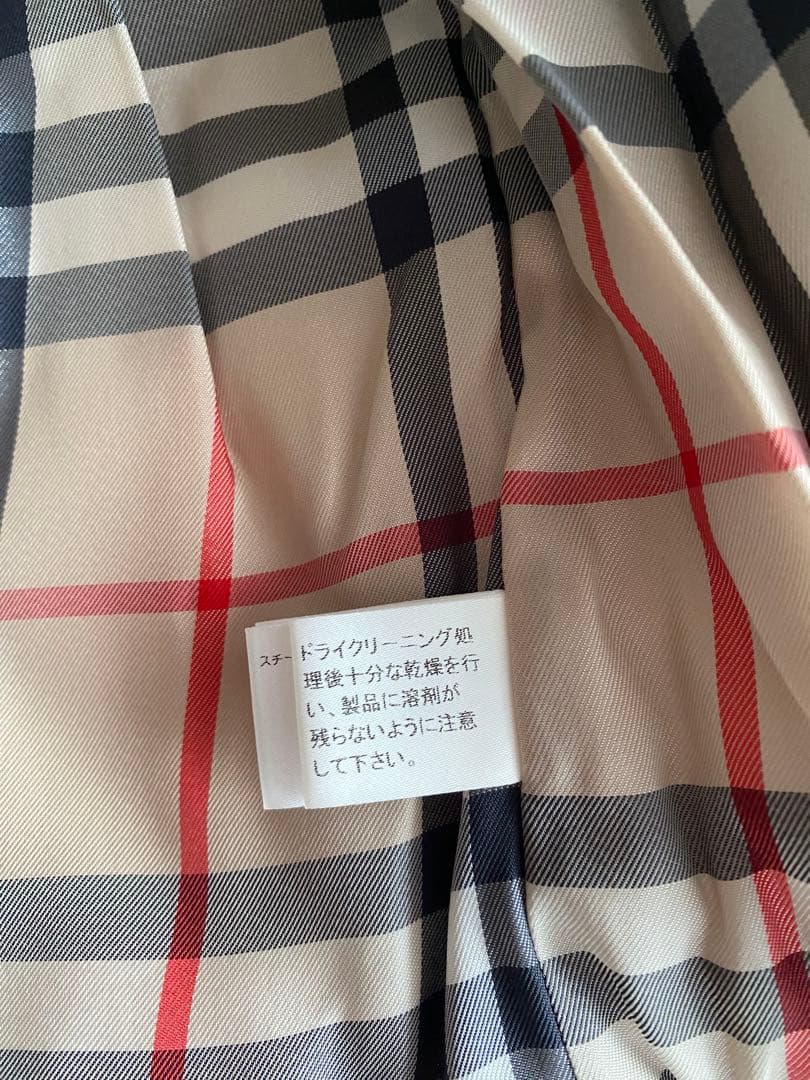 スチー
ドライクリーニング処
理後十分な乾燥を行
い、製品に溶剤が
残らないように注意
して下さい。